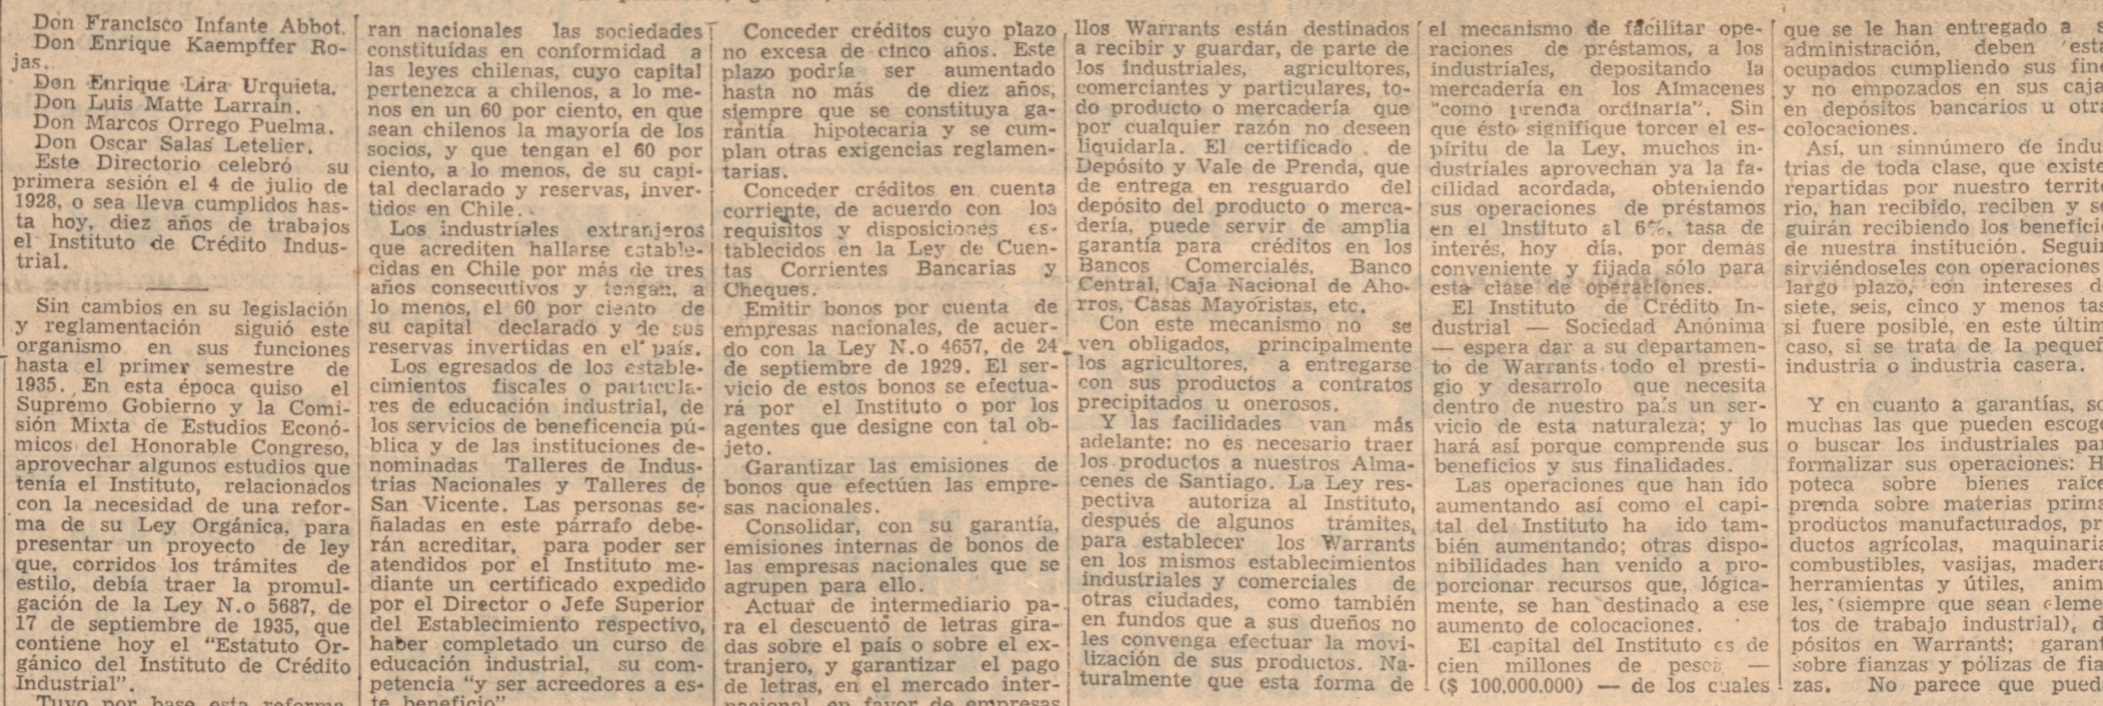 Don Francisco Infante Abbot.
Don Enrique Kaempffer Ro-
jas.
Don Enrique Lira Urquieta.
Don Luis Matte Larraín.
Don Marcos Orrego Puelma.
Don Oscar Salas Letelier.
Este Directorio celebró su
primera sesión el 4 de julio de
1928, o sea lleva cumplidos has-
ta hoy, diez años de trabajos
el Instituto de Crédito Indus-
trial.
Sin cambios en su legislación
y reglamentación siguió este
organismo en sus funciones
hasta el primer semestre de
1935. En esta época quiso el
Supremo Gobierno y la Comi-
sión Mixta de Estudios Econó-
micos del Honorable Congreso,
aprovechar algunos estudios que
tenía el Instituto, relacionados
con la necesidad de una refor-
ma de su Ley Orgánica, para
presentar un proyecto de ley
que, corridos los trámites de
estilo, debía traer la promul-
gación de la Ley N.o 5687, de
17 de septiembre de 1935, que
contiene hoy el "Estatuto Or-
gánico del Instituto de Crédito
Industrial".
Tuvo por base esta reforma
ran nacionales las sociedades
constituídas en conformidad a
las leyes chilenas, cuyo capital
pertenezca a chilenos, a lo me-
nos en un 60 por ciento, en que
sean chilenos la mayoría de los
socios, y que tengan el 60 por
ciento, a lo menos, de su capi-
tal declarado y reservas, inver-
tidos en Chile.
Los industriales extranjeros
que acrediten hallarse estable-
cidas en Chile por más de tres
años consecutivos y tengan, a
lo menos, el 60 por ciento de
su capital declarado y de sus
reservas invertidas en el país.
Los egresados de los estable-
cimientos fiscales o particula-
res de educación industrial, de
los servicios de beneficencia pú-
blica y de las instituciones de-
nominadas Talleres de Indus-
trias Nacionales y Talleres de
San Vicente. Las personas se-
ñaladas en este párrafo debe-
rán acreditar, para poder ser
atendidos por el Instituto me-
diante un certificado expedido
por el Director o Jefe Superior
del Establecimiento respectivo,
haber completado un curso de
educación industrial, su com-
petencia "y ser acreedores a es-
te beneficio"
Conceder créditos cuyo plazo
no excesa de cinco años. Este
plazo podría ser aumentado
hasta no más de diez años,
siempre que se constituya ga-
rantía hipotecaria y se cum-
plan otras exigencias reglamen-
tarias.
Conceder créditos en cuenta
corriente, de acuerdo con los
requisitos y disposiciones es-
tablecidos en la Ley de Cuen-
tas Corrientes Bancarias y
Cheques.
Emitir bonos por cuenta de
empresas nacionales, de acuer-
do con la Ley N.o 4657, de 24
de septiembre de 1929. El ser-
vicio de estos bonos se efectua-
rá por el Instituto o por los
agentes que designe con tal ob-
jeto.
Garantizar las emisiones de
bonos que efectúen las empre-
sas nacionales.
Consolidar, con su garantía,
emisiones internas de bonos de
las empresas nacionales que se
agrupen para ello.
Actuar de intermediario pa-
ra el descuento de letras gira-
das sobre el país o sobre el ex-
tranjero, y garantizar el pago
de letras, en el mercado inter-
nacional, en favor de empresas
llos Warrants están destinados
a recibir y guardar, de parte de
los industriales, agricultores,
comerciantes y particulares, to-
do producto o mercadería que
por cualquier razón no deseen
liquidarla. El certificado de
Depósito y Vale de Prenda, que
de entrega en resguardo del
depósito del producto o merca-
dería, puede servir de amplia
garantía para créditos en los
Bancos Comerciales, Banco
Central, Caja Nacional de Aho-
rros, Casas Mayoristas, etc.
Con este mecanismo no se
ven obligados, principalmente
los agricultores, a entregarse
con sus productos a contratos
precipitados u onerosos.
Y las facilidades van más
adelante: no es necesario traer
los productos a nuestros Alma-
cenes de Santiago. La Ley res-
pectiva autoriza al Instituto,
después de algunos trámites,
para establecer los Warrants
en los mismos establecimientos
industriales y comerciales de
otras ciudades, como también
en fundos que a sus dueños no
les convenga efectuar la movi-
lización de sus productos. Na-
turalmente que esta forma de
el mecanismo de facilitar ope-
raciones de préstamos, a los
industriales, depositando la
mercadería en los Almacenes
"como prenda ordinaria". Sin
que ésto signifique torcer el es-
píritu de la Ley, muchos in-
dustriales aprovechan ya la fa-
cilidad acordada, obteniendo
sus operaciones de préstamos
en el Instituto al 6%, tasa de
interés, hoy día, por demás
conveniente y fijada sólo para
esta clase de operaciones.
El Instituto de Crédito In-
dustrial — Sociedad Anónima
— espera dar a su departamen-
to de Warrants todo el presti-
gio y desarrolo que necesita
dentro de nuestro país un ser-
vicio de esta naturaleza; y lo
hará así porque comprende sus
beneficios y sus finalidades.
Las operaciones que han ido
aumentando así como el capi-
tal del Instituto ha ido tam-
bién aumentando; otras dispo-
nibilidades han venido a pro-
porcionar recursos que, lógica-
mente, se han destinado a ese
aumento de colocaciones.
El capital del Instituto es de
cien millones de pesos —
($ 100.000.000) — de los cuales
que se le han entregado a s
administración, deben esta
ocupados cumpliendo sus fine
y no empozados en sus caja
en depósitos bancarios u otra
colocaciones.
Así, un sinnúmero de indu
trias de toda clase, que existe
repartidas por nuestro territo
rio, han recibido, reciben y se
guirán recibiendo los beneficio
de nuestra institución. Seguir
sirviéndoseles con operaciones
largo plazo, con intereses d
siete, seis, cinco y menos tas
si fuere posible, en este últim
caso, si se trata de la pequeñ
industria o industria casera.
Y en cuanto a garantías, so
muchas las que pueden escoge
o buscar los industriales par
formalizar sus operaciones: H
poteca sobre bienes raíce
prenda sobre materias prima
productos manufacturados, pr
ductos agrícolas, maquinaria
combustibles, vasijas, madera
herramientas y útiles, anim
les, (siempre que sean eleme
tos de trabajo industrial), d
pósitos en Warrants; garant
sobre fianzas y pólizas de fia
zas. No parece que pued